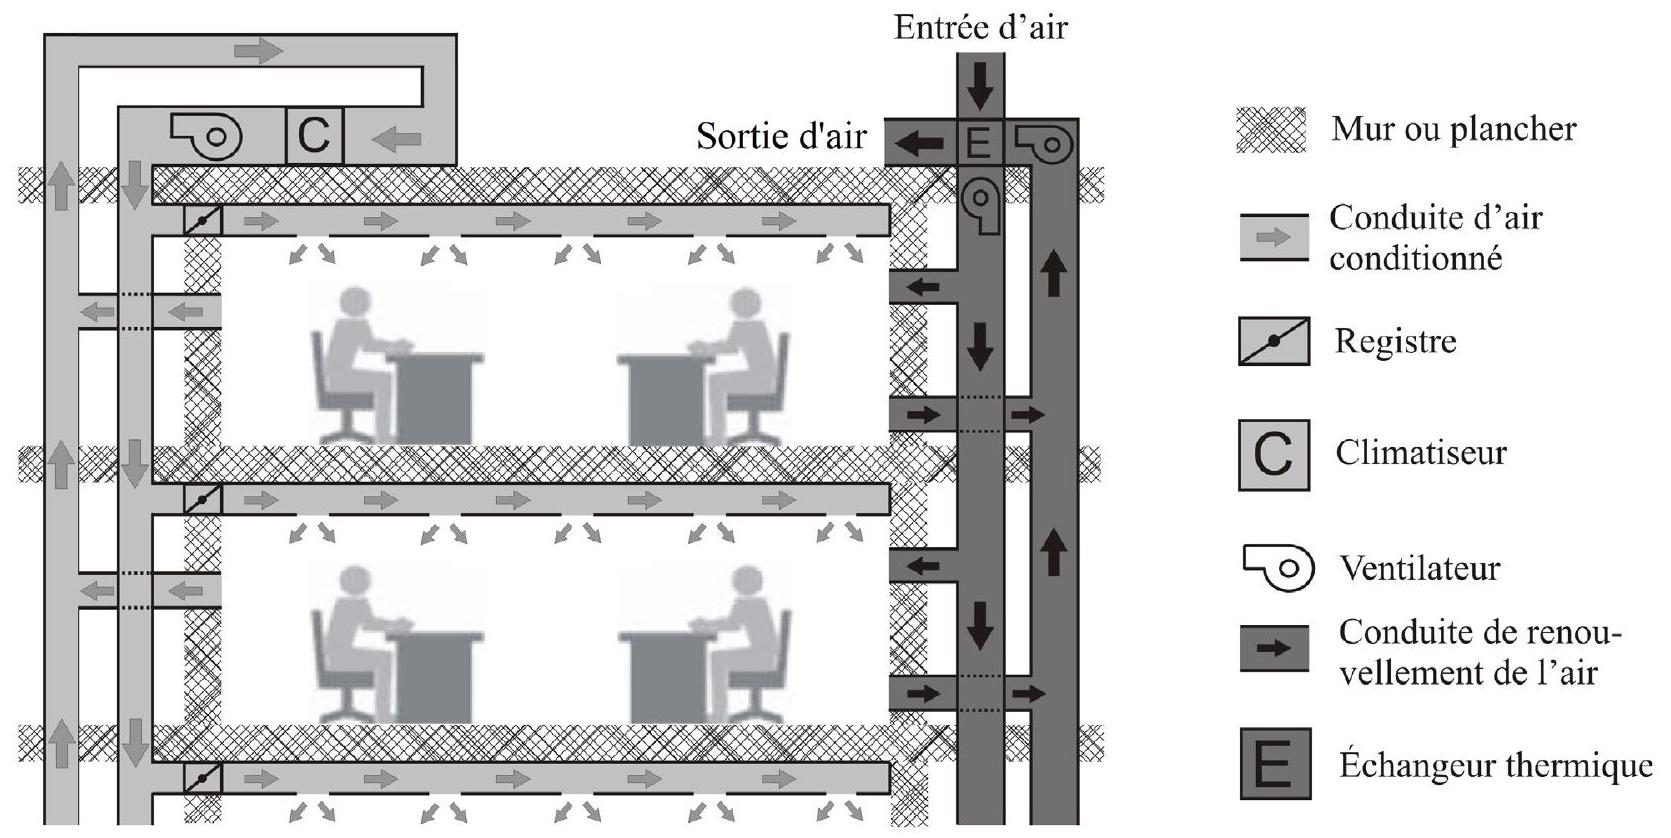 Entrée d’air
Sortie d'air
E
C
Mur ou plancher
Conduite d’air
conditionné
Registre
C
Climatiseur
Ventilateur
Conduite de renou-
vellement de l’air
E
Échangeur thermique